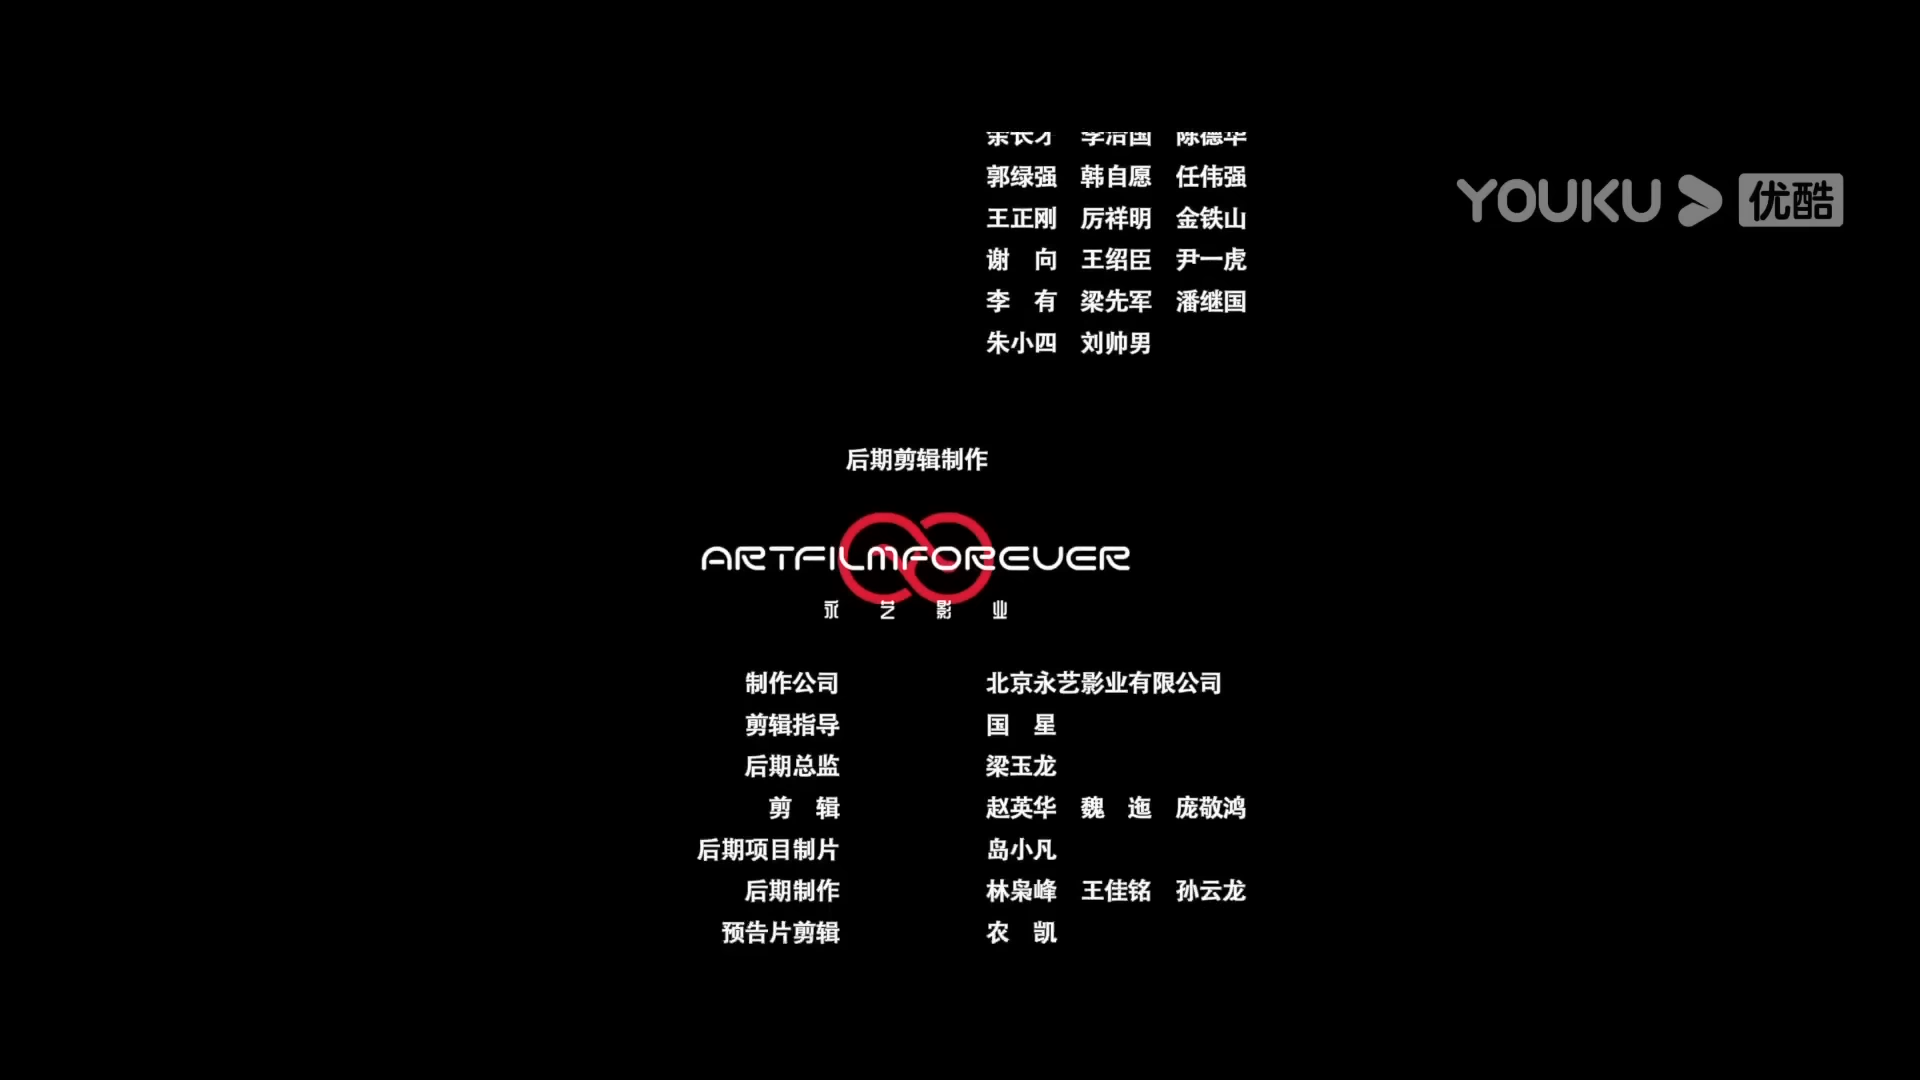 陈德华
郭绿强 韩自愿 任伟强
YOUKU 优酷
王正刚 厉祥明 金铁山
谢 向 王绍臣 尹一虎
李 有 梁先军 潘继国
朱小四 刘帅男
后期剪辑制作
ARTFILMFOREVER
永艺影业
制作公司 北京永艺影业有限公司
剪辑指导 国 星
后期总监 梁玉龙
剪 辑 赵英华 魏 迤 庞敬鸿
后期项目制片 岛小凡
后期制作 林枭峰 王佳铭 孙云龙
预告片剪辑 农 凯